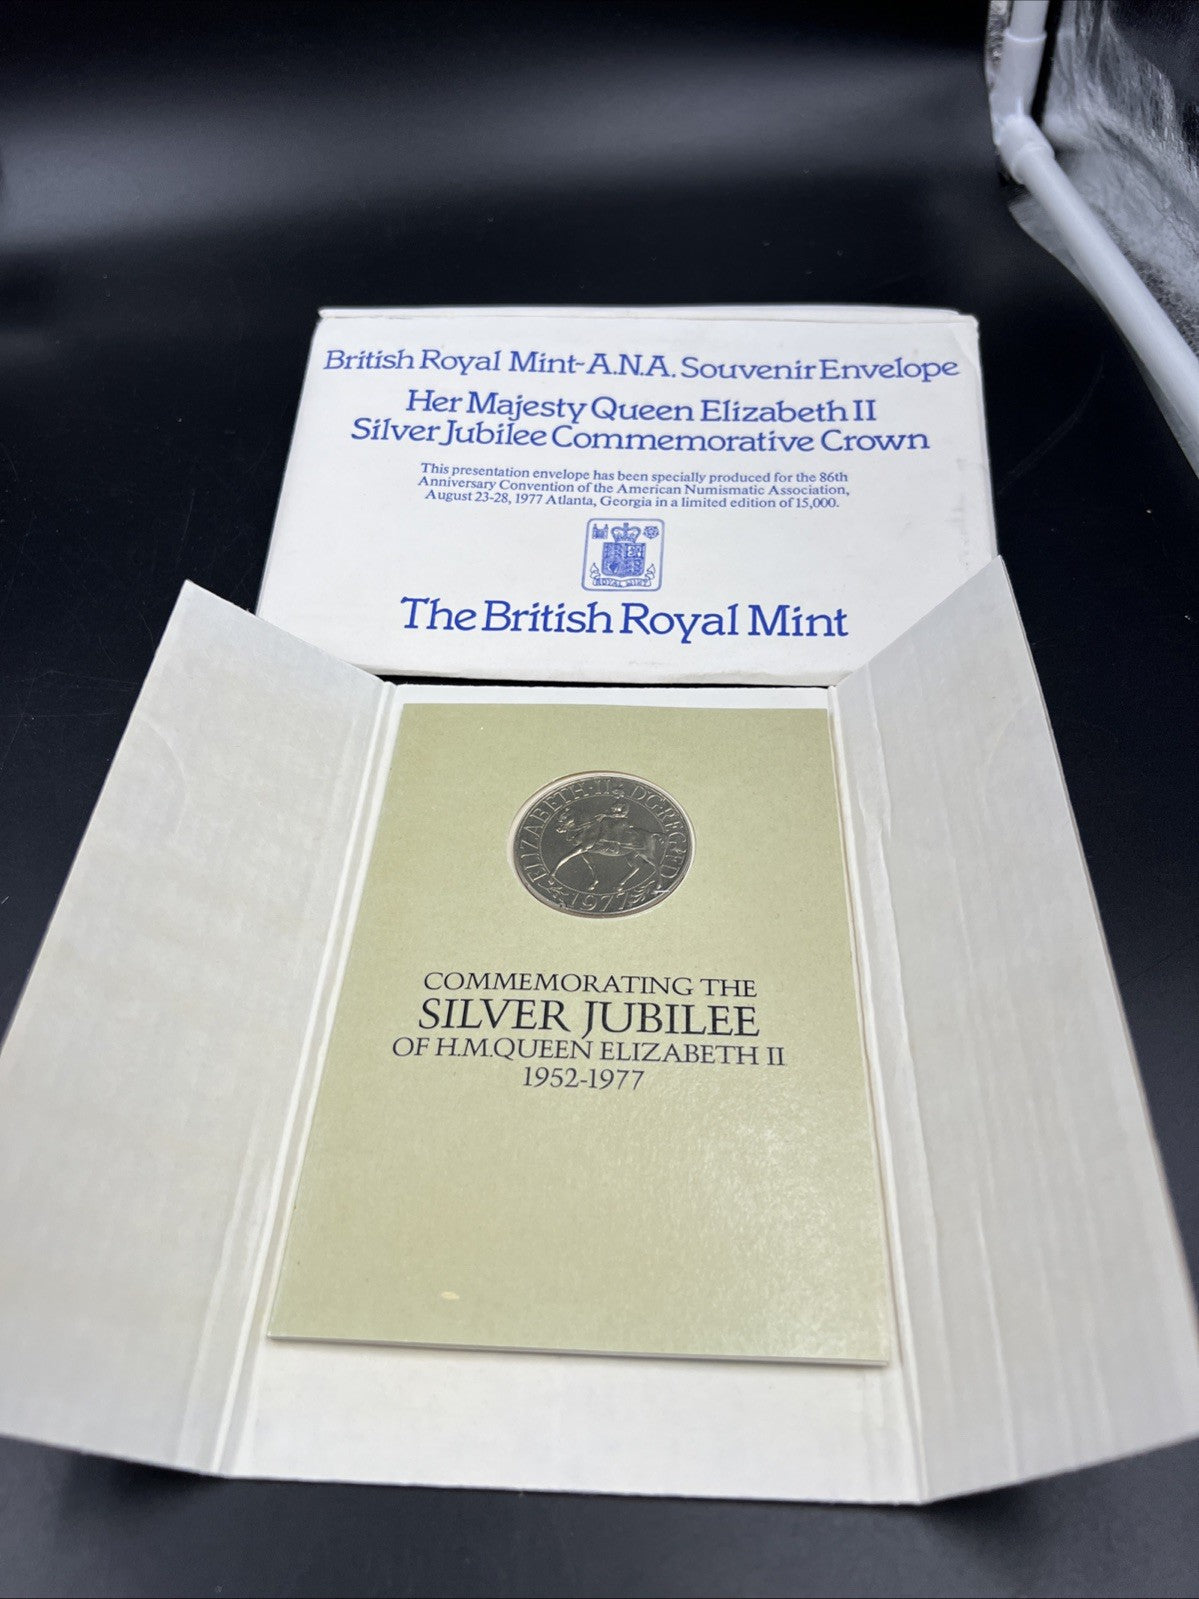 British Royal Mint-A.N.A. Souvenir Envelope
Her Majesty Queen Elizabeth II
Silver Jubilee Commemorative Crown
This presentation envelope has been specially produced for the 86th
Anniversary Convention of the American Numismatic Association,
August 23-28, 1977 Atlanta, Georgia in a limited edition of 15,000.
ROYAL MINT
The British Royal Mint
ELIZABETH·II D·G·REG·F·D
1977
COMMEMORATING THE
SILVER JUBILEE
OF H.M.QUEEN ELIZABETH II
1952-1977